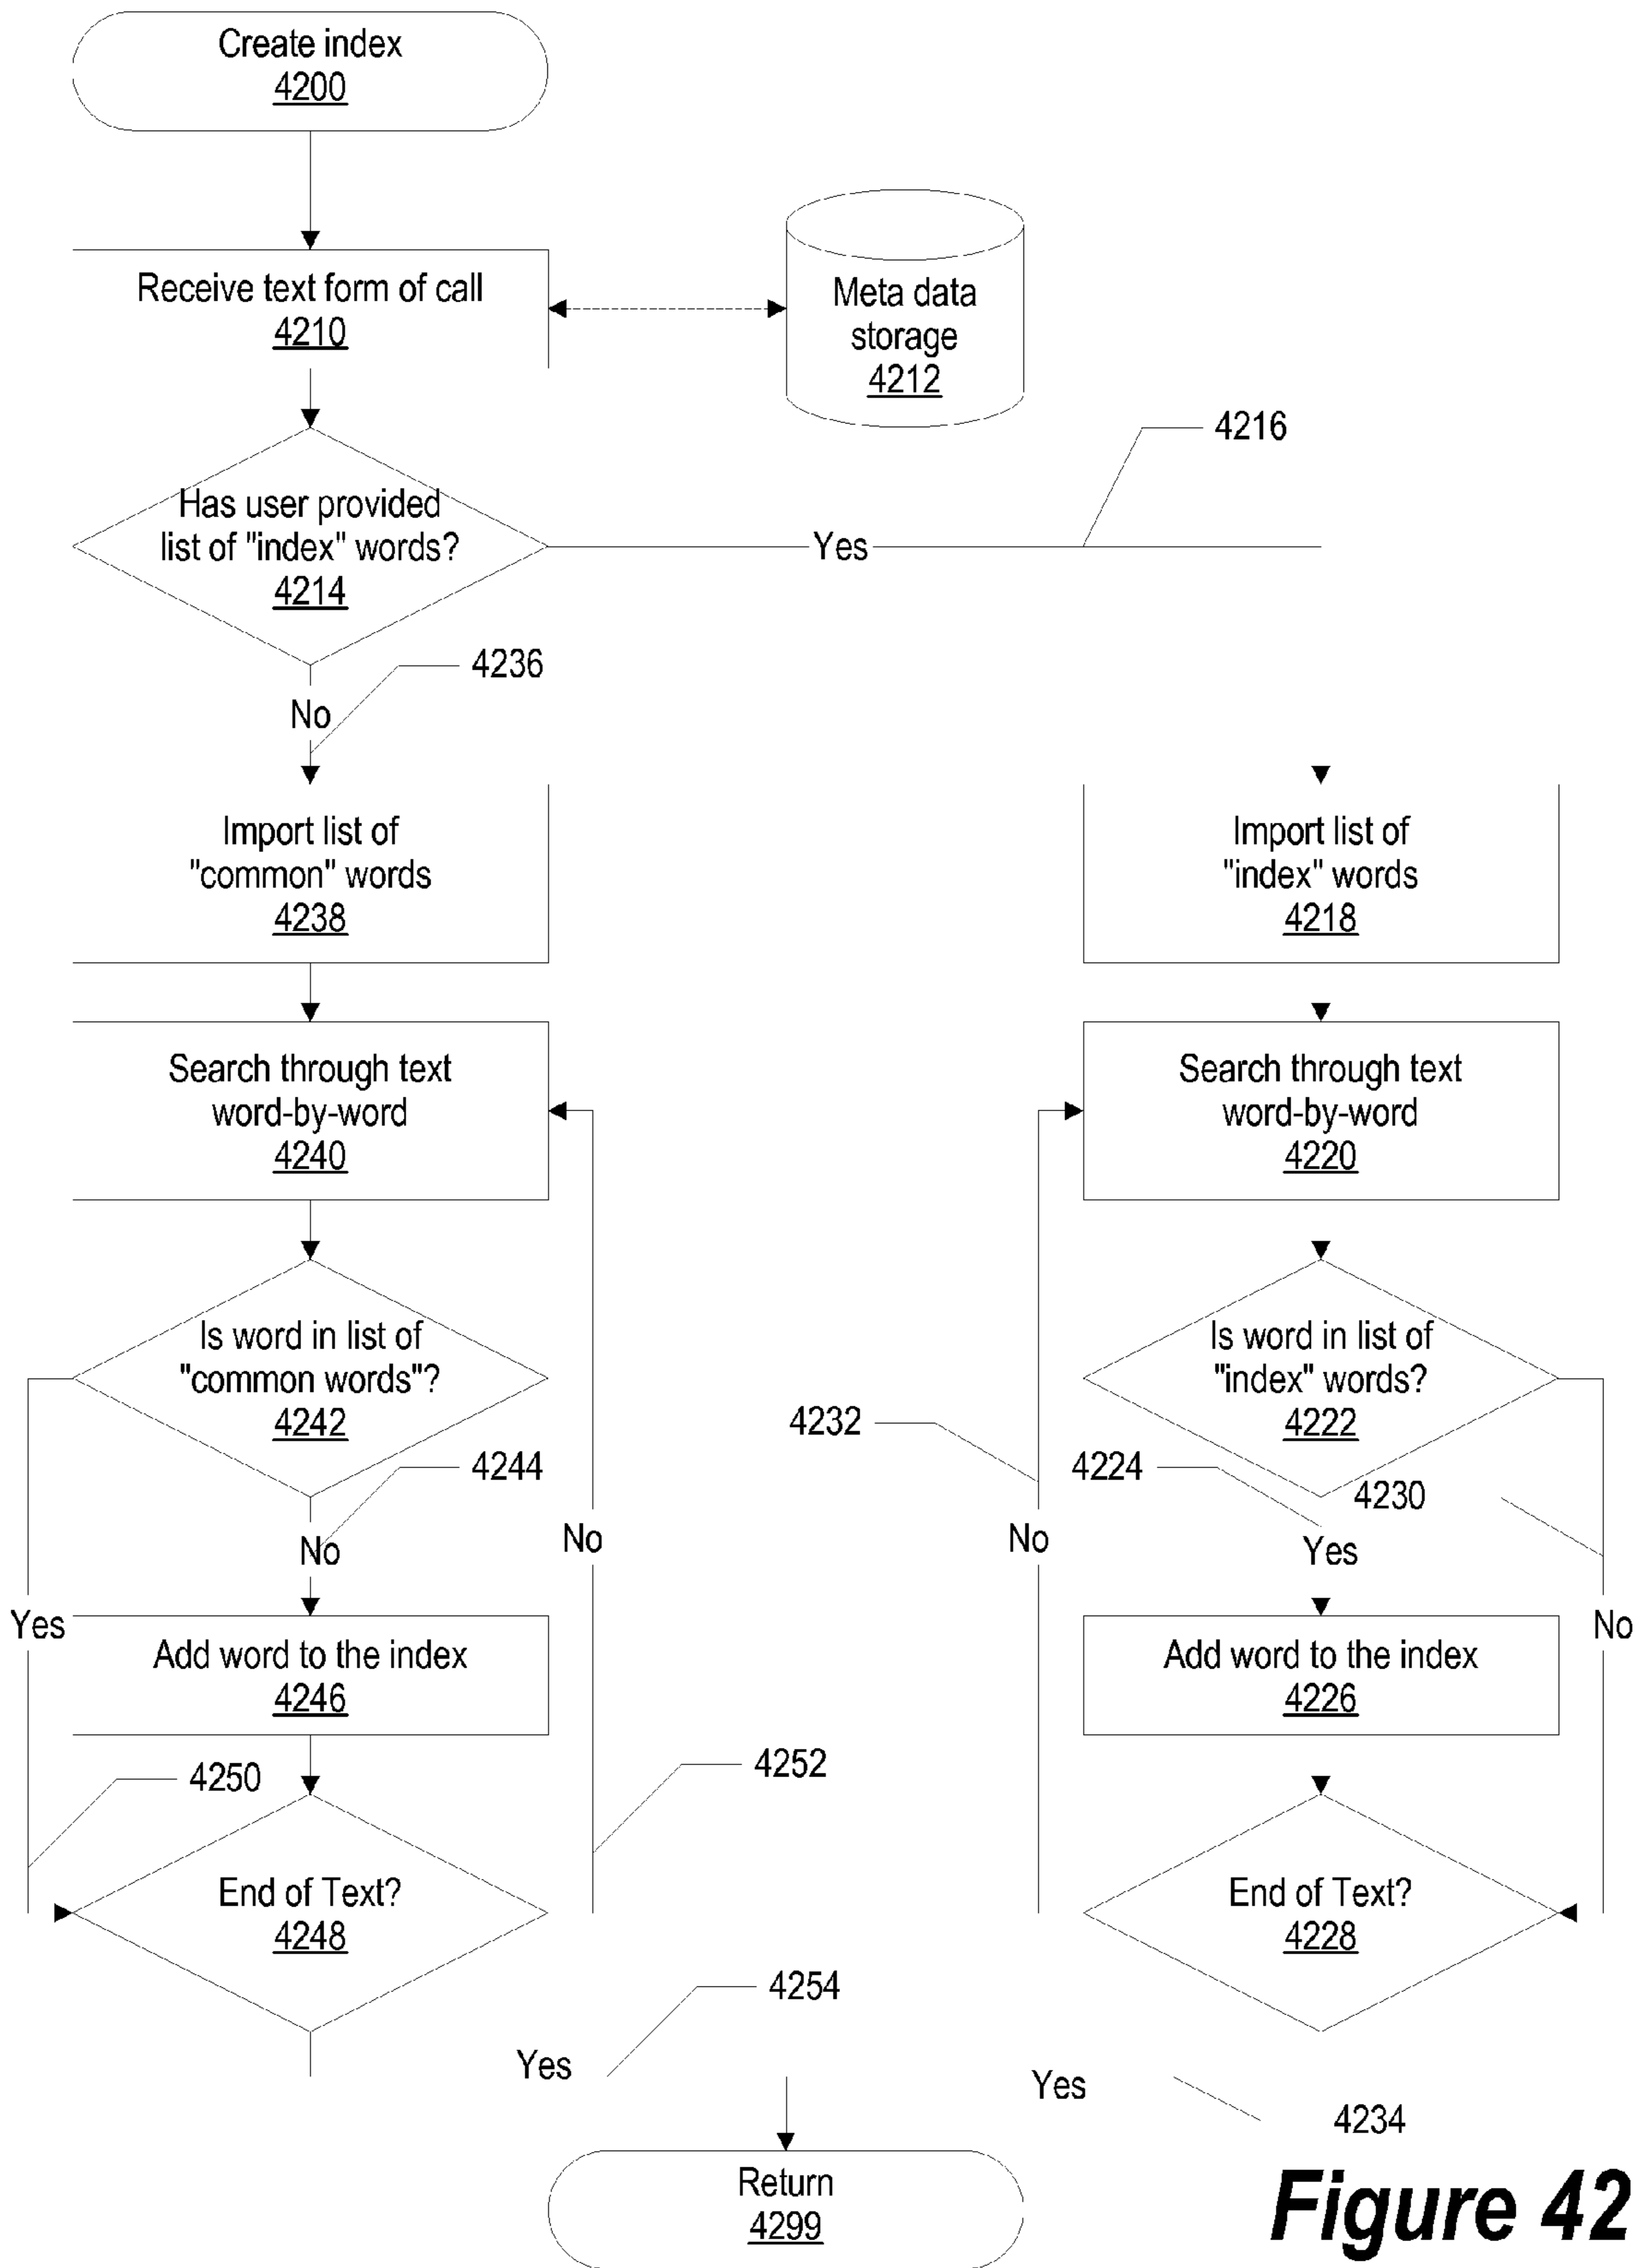 Create index
4200
Receive text form of call
4210
Meta data
storage
4212
4216
Has user provided
list of "index" words?
4214
Yes
4236
No
Import list of
"common" words
4238
Import list of
"index" words
4218
Search through text
word-by-word
4240
Search through text
word-by-word
4220
Is word in list of
"common words"?
4242
Is word in list of
"index" words?
4222
4232
4244
4224
4230
No
No
No
Yes
Yes
No
Add word to the index
4246
Add word to the index
4226
4250
4252
End of Text?
4248
End of Text?
4228
4254
Yes
Yes
4234
Return
4299
Figure 42